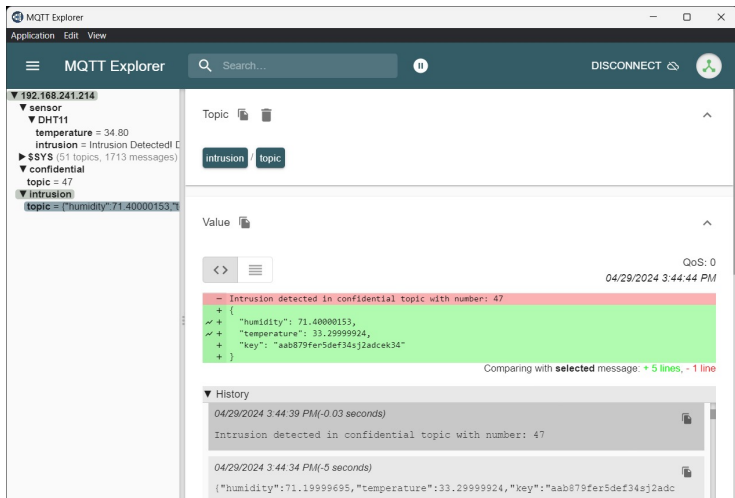 MQTT Explorer
Application Edit View
MQTT Explorer
Search...
DISCONNECT
▼ 192.168.241.214
▼ sensor
▼ DHT11
temperature = 34.80
intrusion = Intrusion Detected! D
▶ $SYS (51 topics, 1713 messages)
▼ confidential
topic = 47
▼ intrusion
topic = {"humidity":71.40000153,"t
Topic
intrusion / topic
Value
QoS: 0
04/29/2024 3:44:44 PM
- Intrusion detected in confidential topic with number: 47
+ {
+ "humidity": 71.40000153,
+ "temperature": 33.29999924,
+ "key": "aab879fer5def34sj2adcek34"
+ }
Comparing with selected message: + 5 lines, - 1 line
▼ History
04/29/2024 3:44:39 PM(-0.03 seconds)
Intrusion detected in confidential topic with number: 47
04/29/2024 3:44:34 PM(-5 seconds)
{"humidity":71.19999695,"temperature":33.29999924,"key":"aab879fer5def34sj2adc